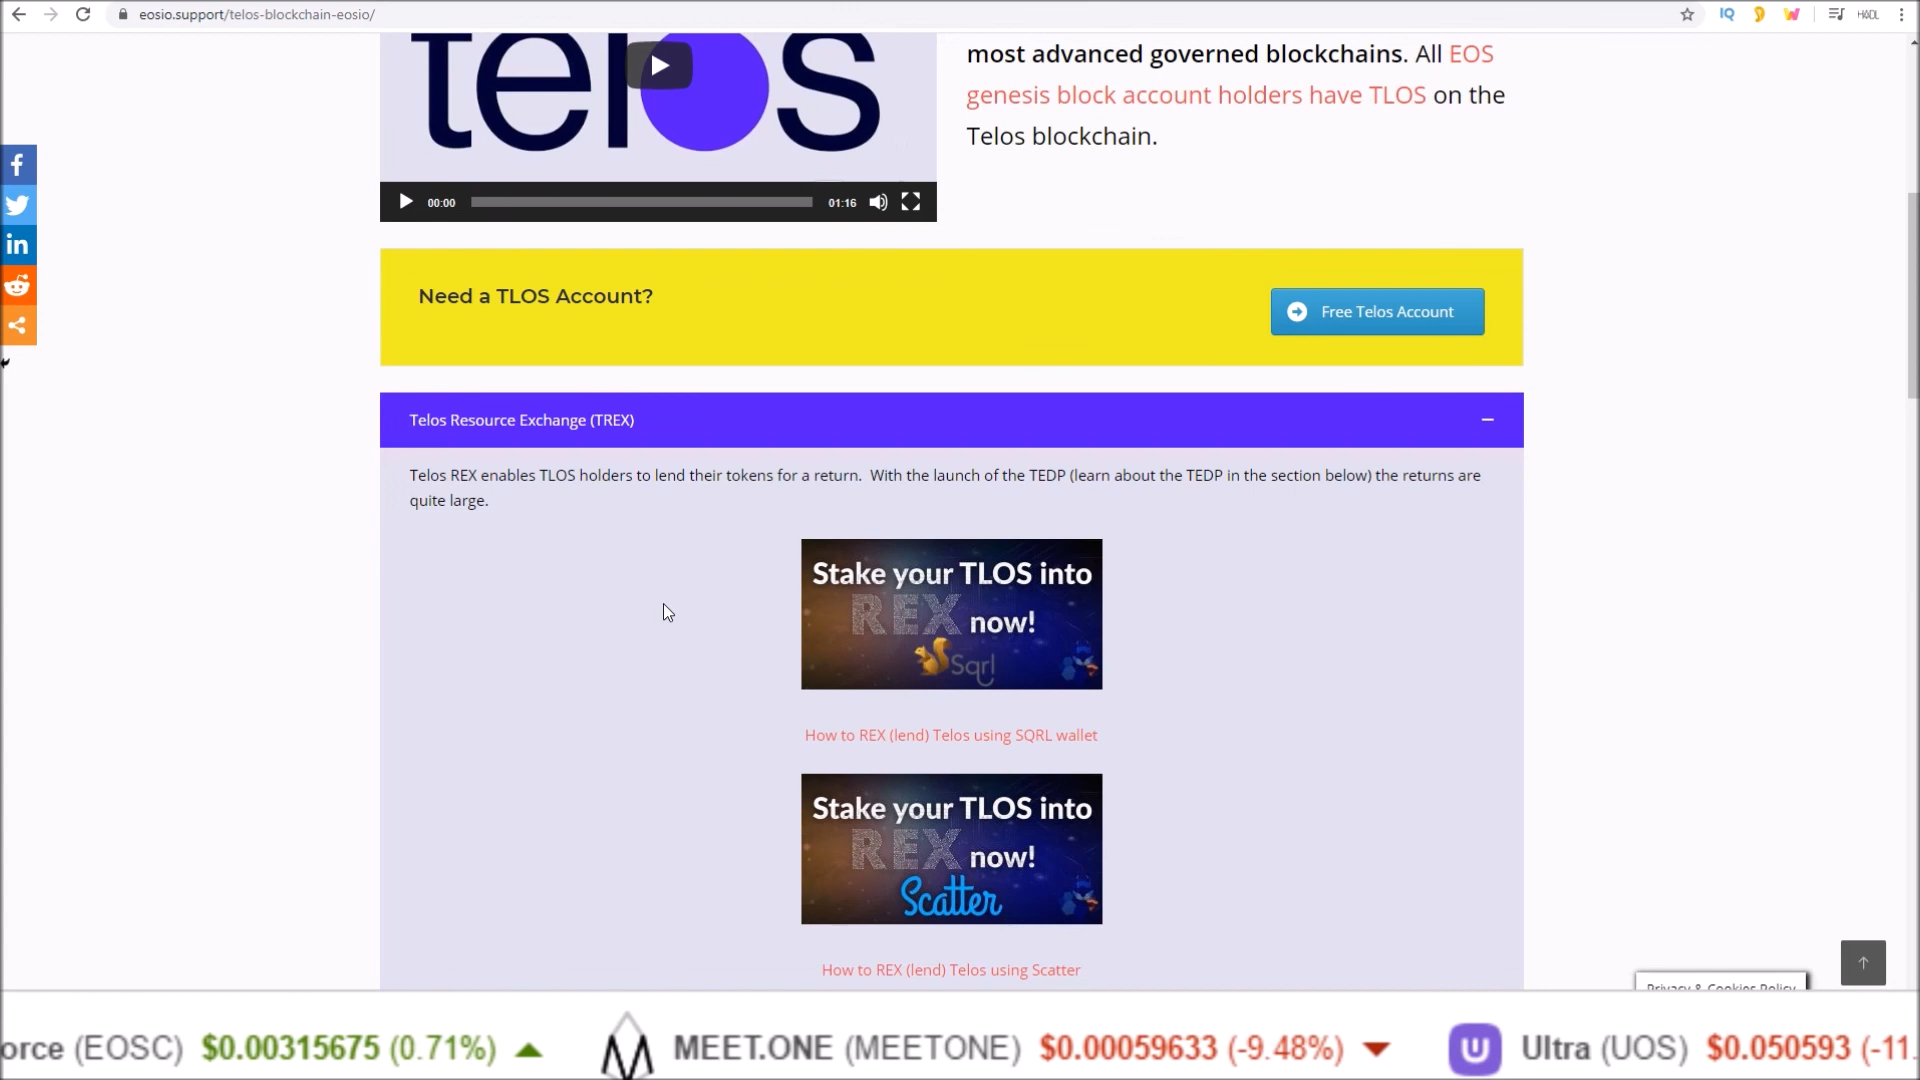 eosio.support/telos-blockchain-eosio/
telos
most advanced governed blockchains. All EOS
genesis block account holders have TLOS on the
Telos blockchain.
00:00
01:16
Need a TLOS Account?
Free Telos Account
Telos Resource Exchange (TREX)
Telos REX enables TLOS holders to lend their tokens for a return. With the launch of the TEDP (learn about the TEDP in the section below) the returns are
quite large.
Stake your TLOS into
REX now!
Sqrl
How to REX (lend) Telos using SQRL wallet
Stake your TLOS into
REX now!
Scatter
How to REX (lend) Telos using Scatter
Privacy & Cookies Policy
orce (EOSC) $0.00315675 (0.71%) MEET.ONE (MEETONE) $0.00059633 (-9.48%) Ultra (UOS) $0.050593 (-11.